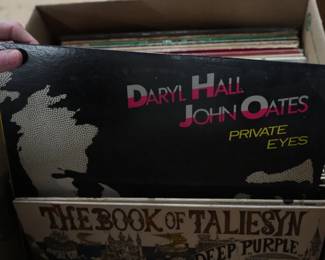 DARYL HALL
JOHN OATES
PRIVATE
EYES
THE BOOK OF TALIESYN
DEEP PURPLE